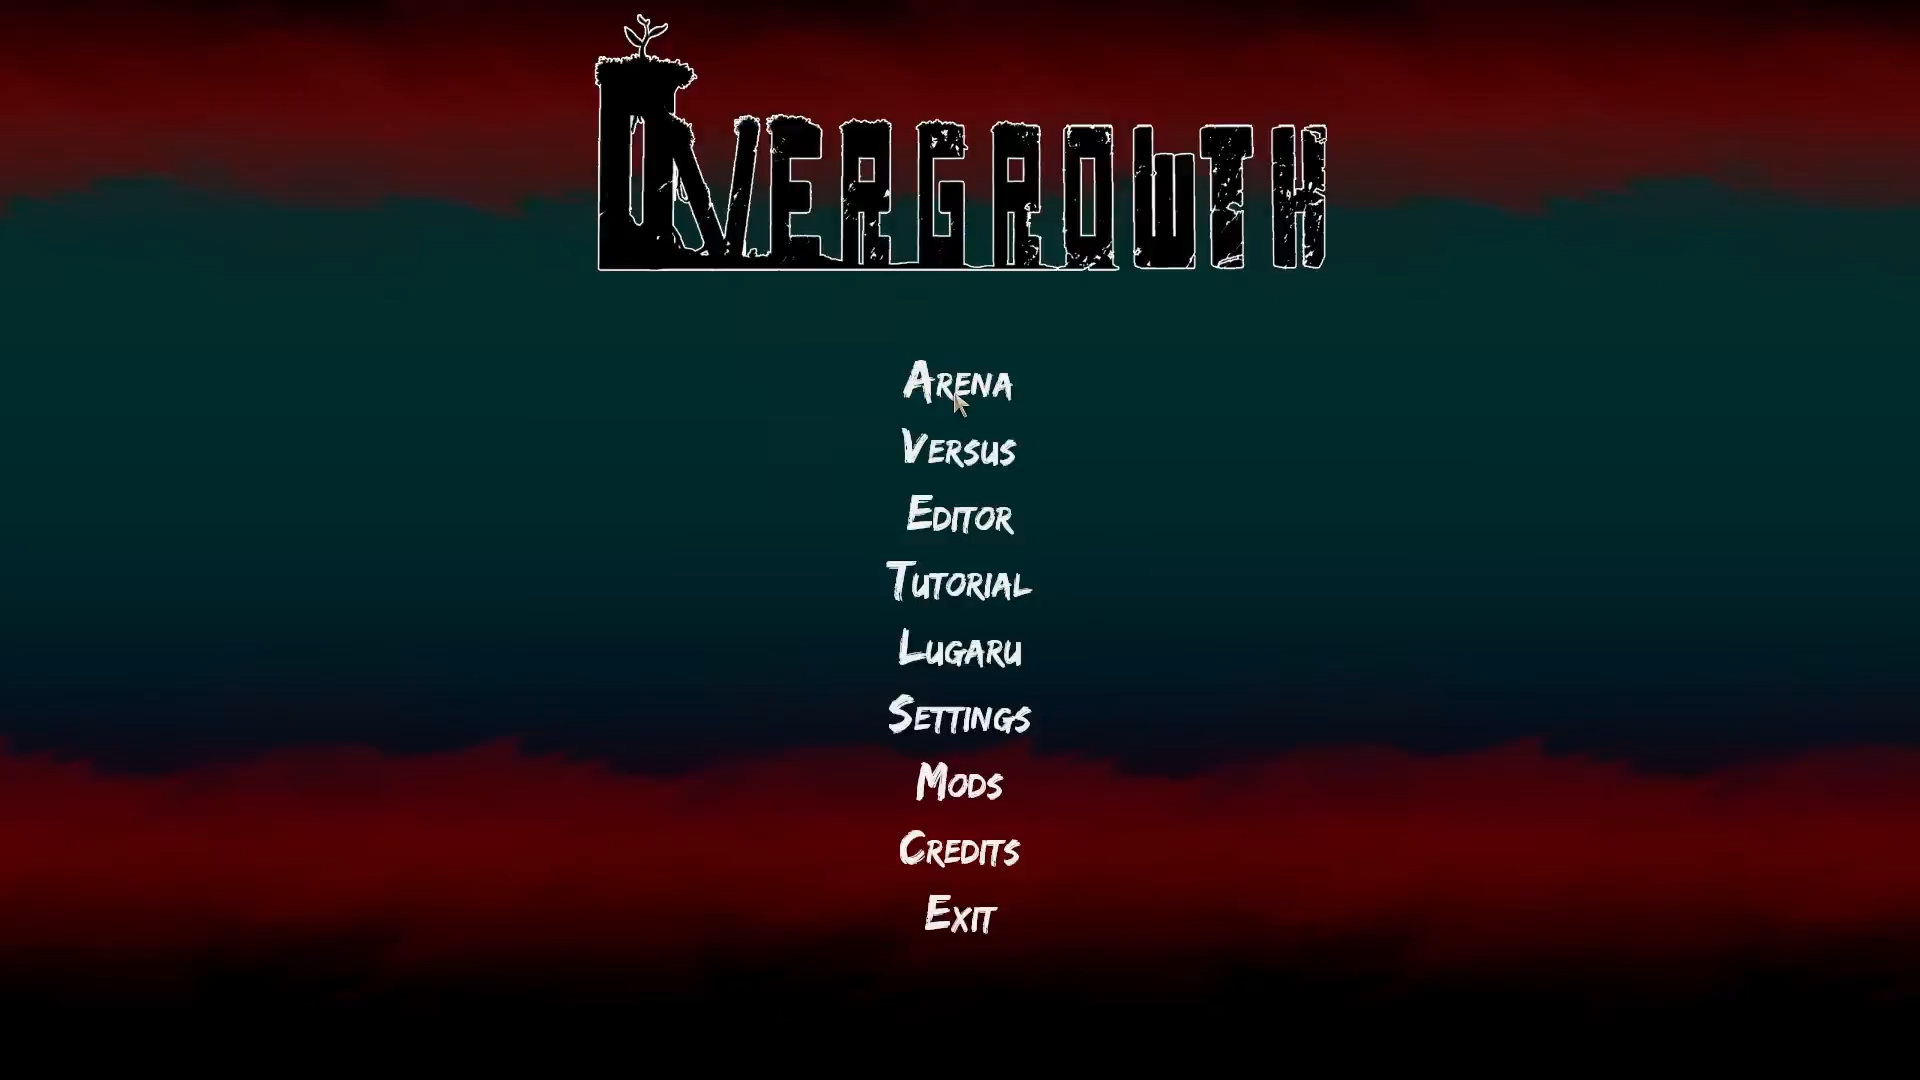 OVERGROWTH
ARENA
VERSUS
EDITOR
TUTORIAL
LUGARU
SETTINGS
MODS
CREDITS
EXIT